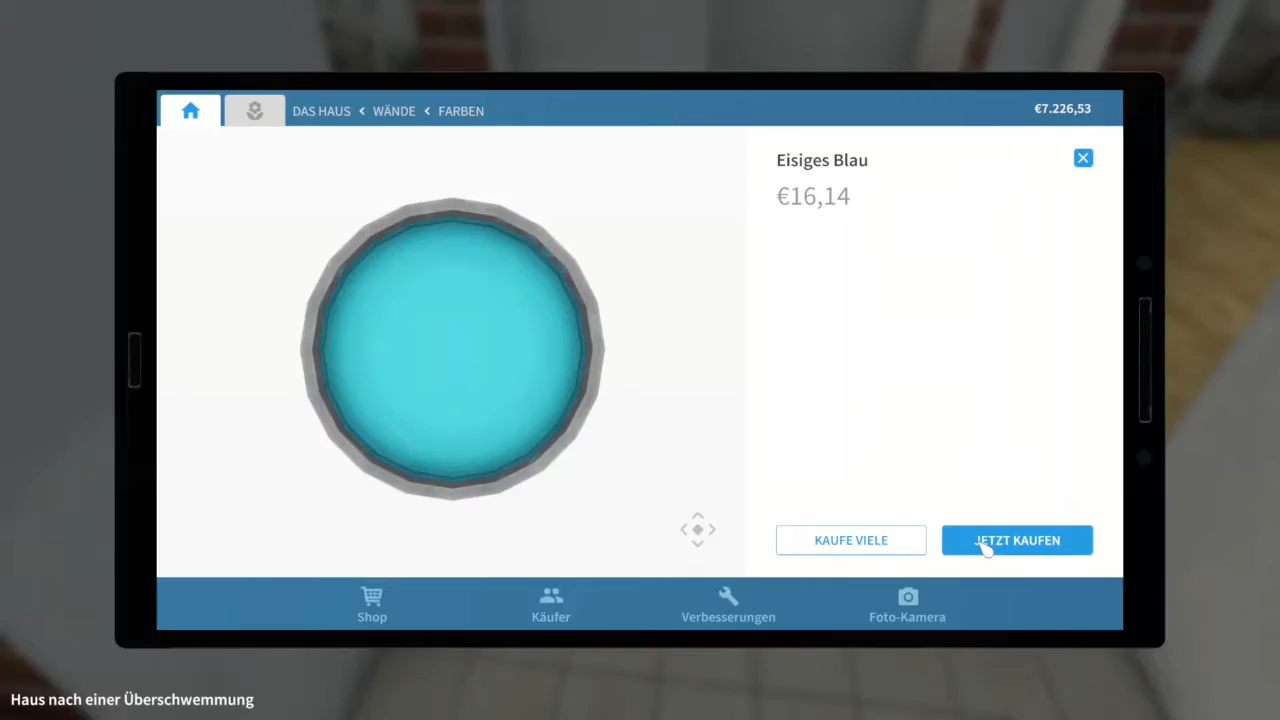 DAS HAUS < WÄNDE < FARBEN
€7.226,53
Eisiges Blau
€16,14
KAUFE VIELE
JETZT KAUFEN
Shop
Käufer
Verbesserungen
Foto-Kamera
Haus nach einer Überschwemmung